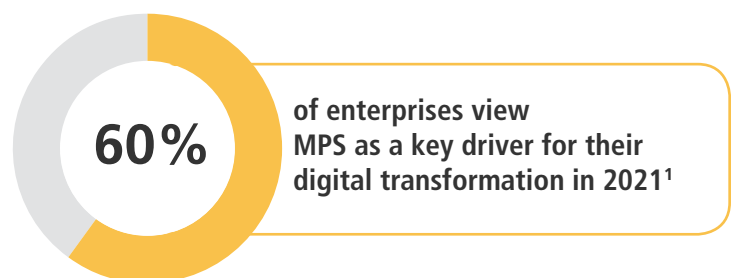 60%
of enterprises view
MPS as a key driver for their
digital transformation in 2021¹